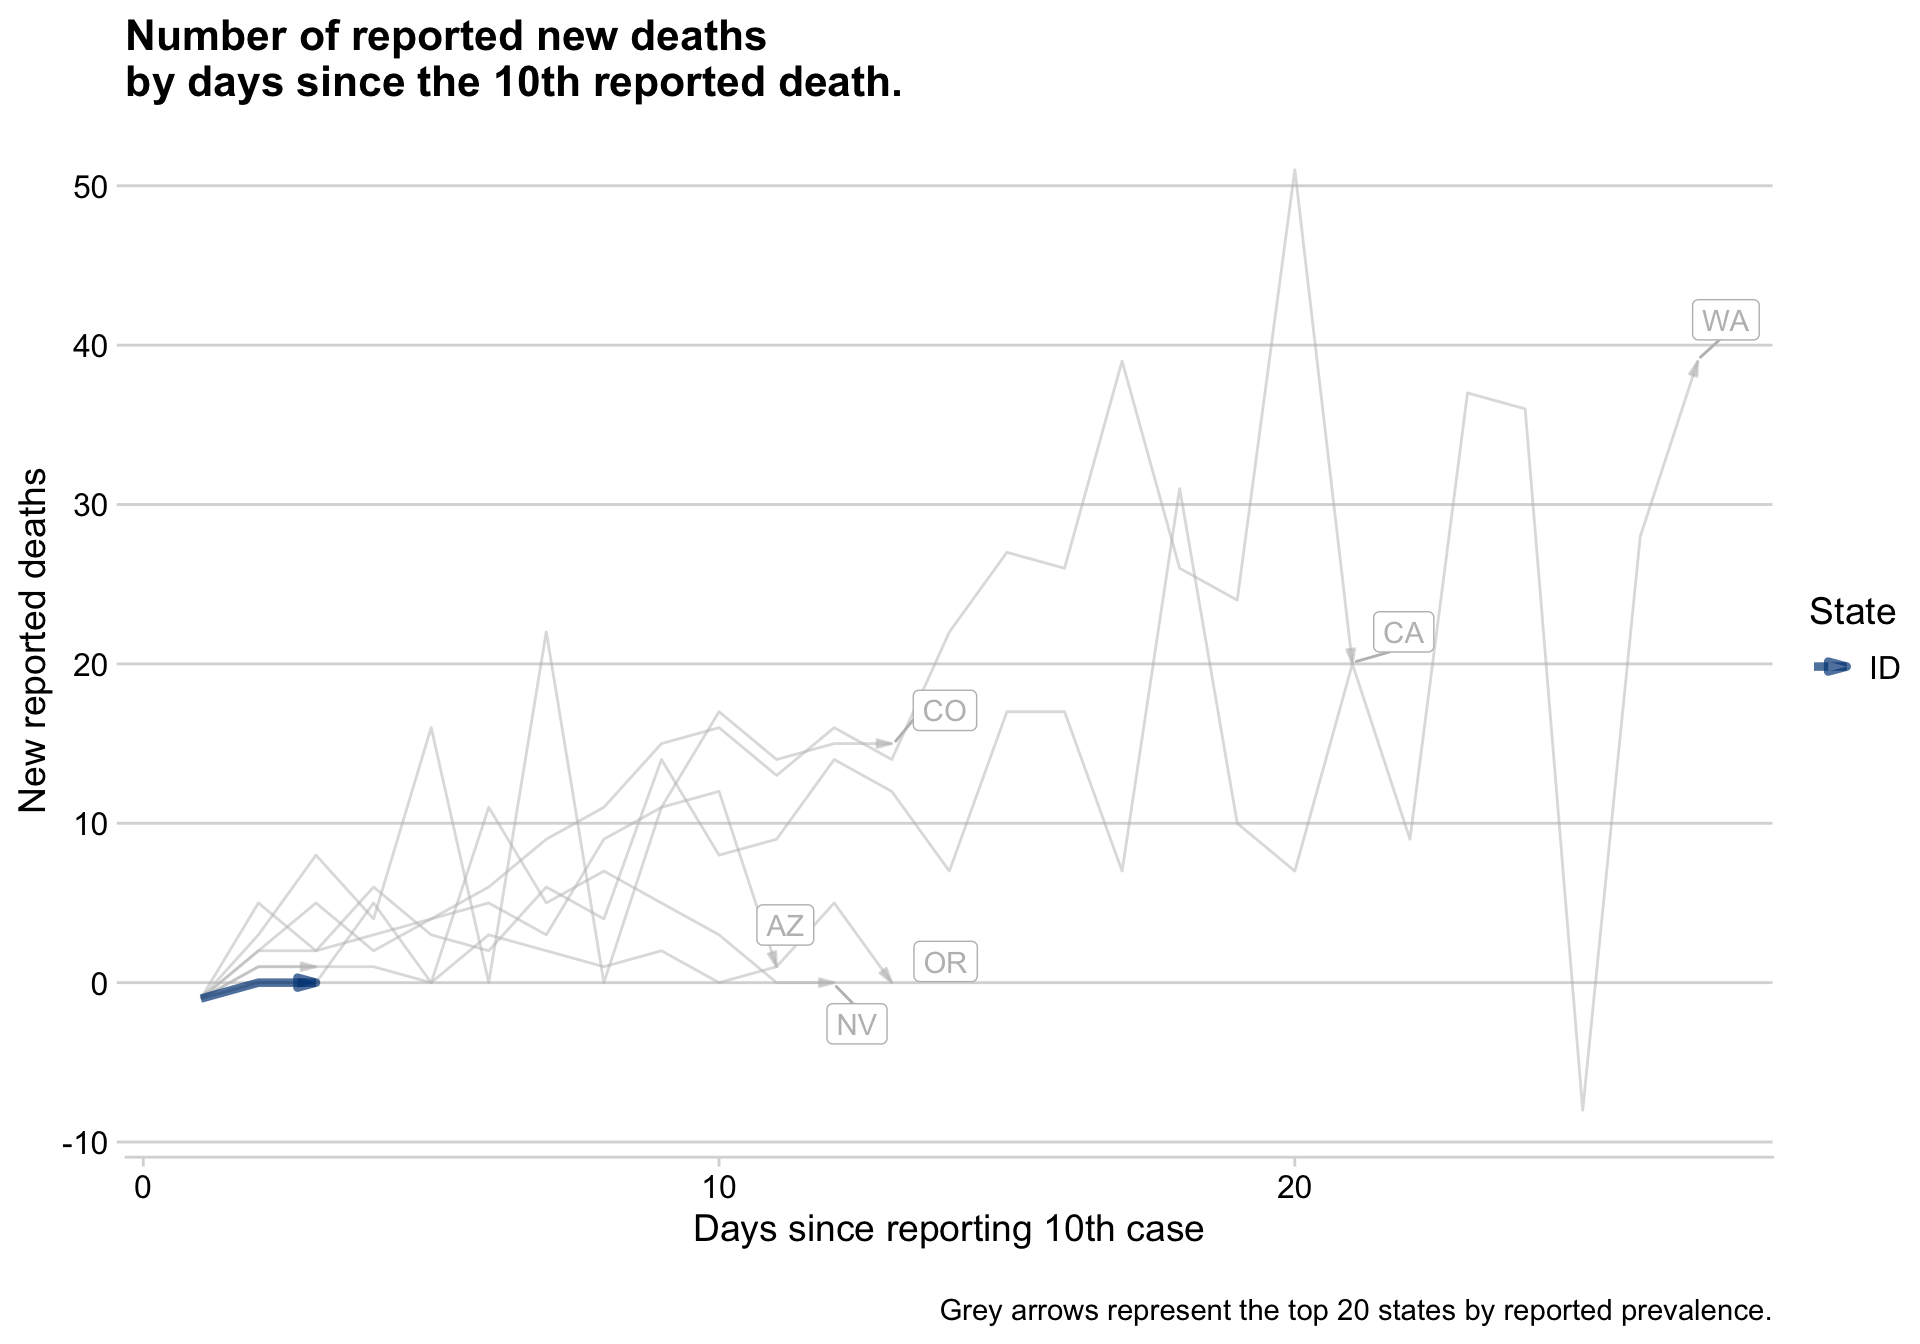 Number of reported new deaths
by days since the 10th reported death.
New reported deaths
50
40
30
20
10
0
-10
WA
CA
CO
AZ
OR
NV
State
ID
0
10
20
Days since reporting 10th case
Grey arrows represent the top 20 states by reported prevalence.